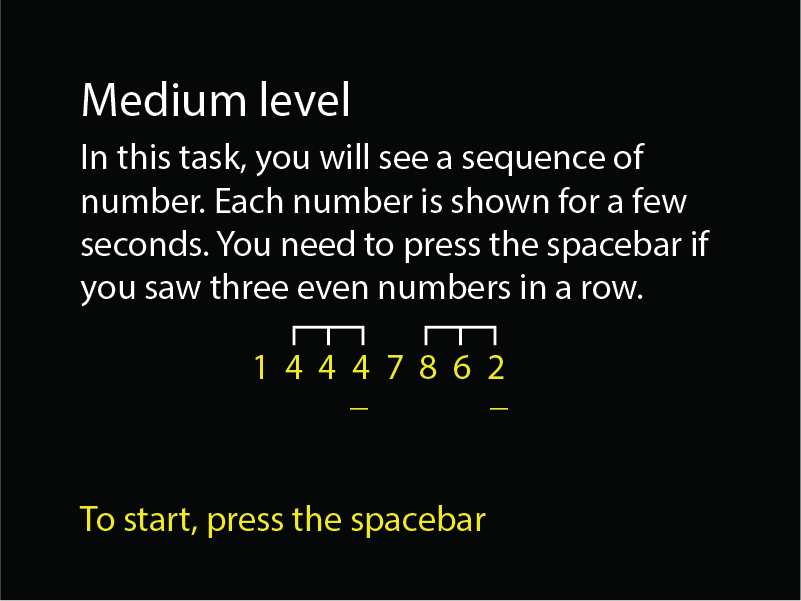 Medium level
In this task, you will see a sequence of
number. Each number is shown for a few
seconds. You need to press the spacebar if
you saw three even numbers in a row.
1 4 4 4 7 8 6 2
To start, press the spacebar